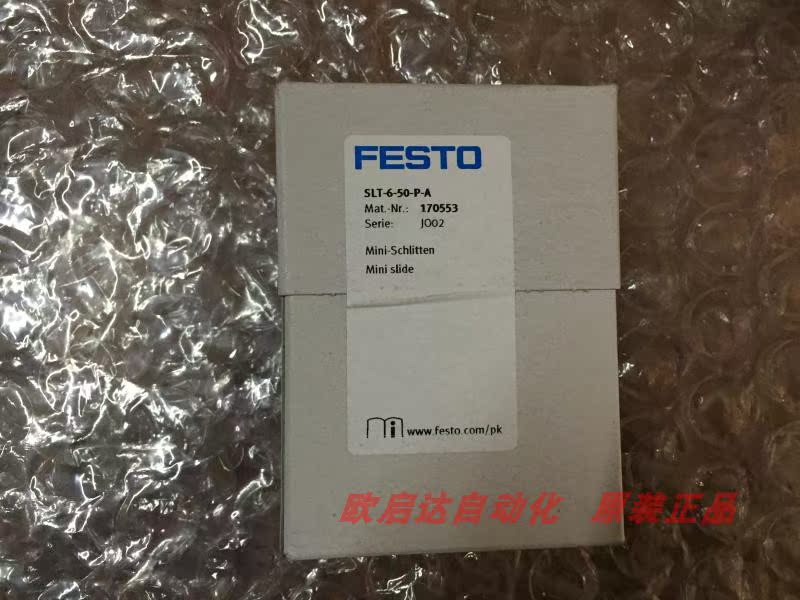 FESTO
SLT-6-50-P-A
Mat.-Nr.: 170553
Serie: J002
Mini-Schlitten
Mini slide
www.festo.com/pk
欧启达自动化 原装正品